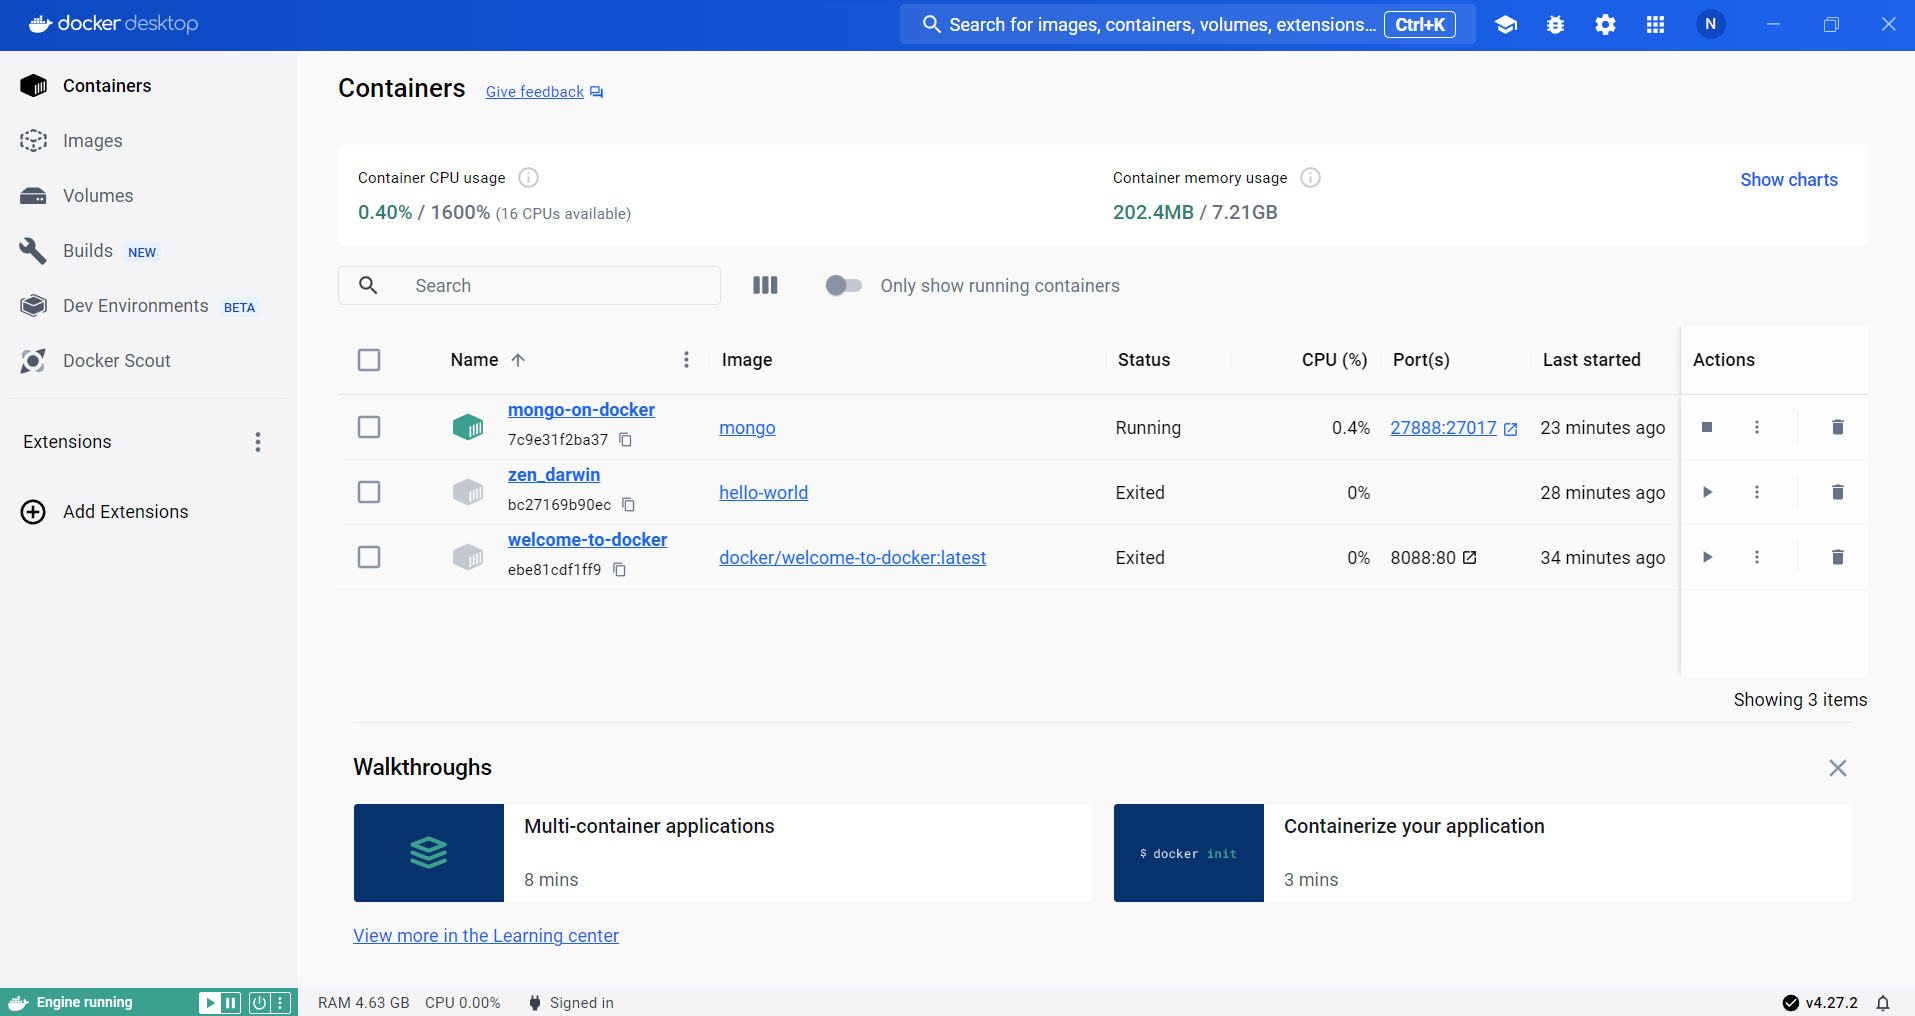 docker desktop
Search for images, containers, volumes, extensions... Ctrl+K
N
Containers
Images
Volumes
Builds NEW
Dev Environments BETA
Docker Scout
Extensions
Add Extensions
Containers Give feedback
Container CPU usage
0.40% / 1600% (16 CPUs available)
Container memory usage
202.4MB / 7.21GB
Show charts
Search
Only show running containers
Name Image Status CPU (%) Port(s) Last started Actions
mongo-on-docker
7c9e31f2ba37
mongo Running 0.4% 27888:27017 23 minutes ago
zen_darwin
bc27169b90ec
hello-world Exited 0% 28 minutes ago
welcome-to-docker
ebe81cdf1ff9
docker/welcome-to-docker:latest Exited 0% 8088:80 34 minutes ago
Showing 3 items
Walkthroughs
Multi-container applications
8 mins
$ docker init
Containerize your application
3 mins
View more in the Learning center
Engine running
RAM 4.63 GB CPU 0.00% Signed in
v4.27.2